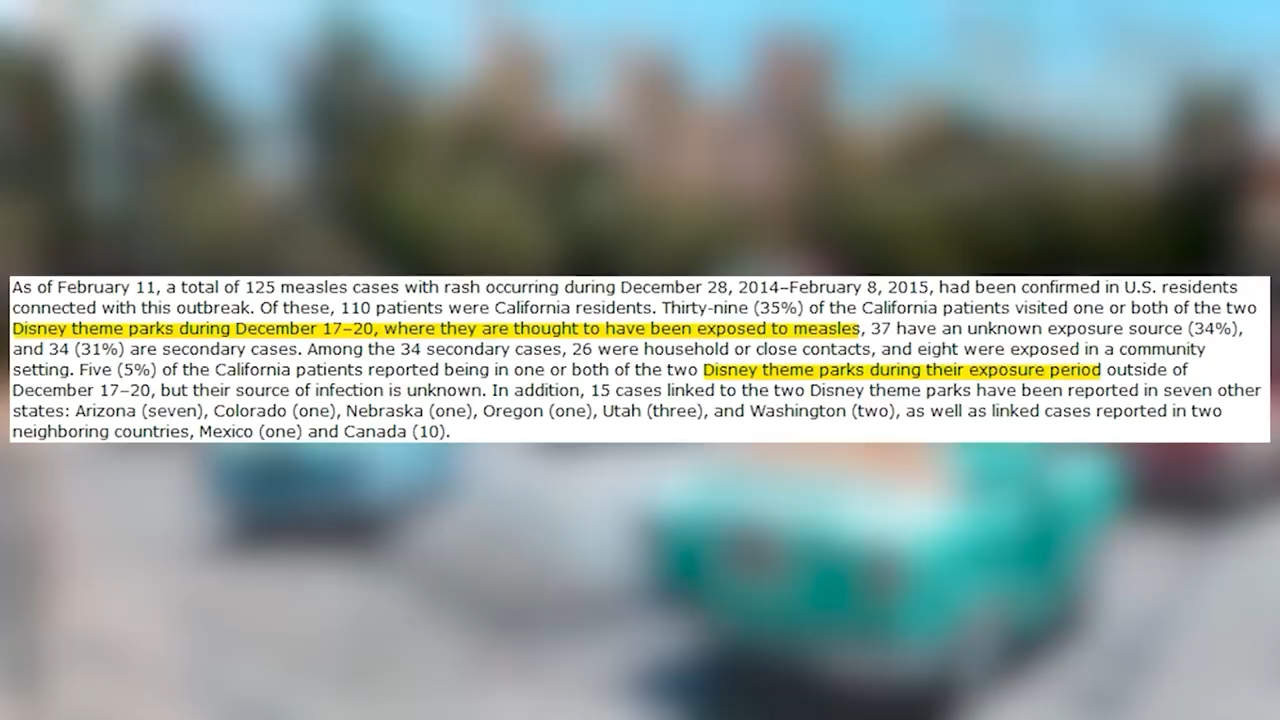 As of February 11, a total of 125 measles cases with rash occurring during December 28, 2014–February 8, 2015, had been confirmed in U.S. residents
connected with this outbreak. Of these, 110 patients were California residents. Thirty-nine (35%) of the California patients visited one or both of the two
Disney theme parks during December 17–20, where they are thought to have been exposed to measles, 37 have an unknown exposure source (34%),
and 34 (31%) are secondary cases. Among the 34 secondary cases, 26 were household or close contacts, and eight were exposed in a community
setting. Five (5%) of the California patients reported being in one or both of the two Disney theme parks during their exposure period outside of
December 17–20, but their source of infection is unknown. In addition, 15 cases linked to the two Disney theme parks have been reported in seven other
states: Arizona (seven), Colorado (one), Nebraska (one), Oregon (one), Utah (three), and Washington (two), as well as linked cases reported in two
neighboring countries, Mexico (one) and Canada (10).